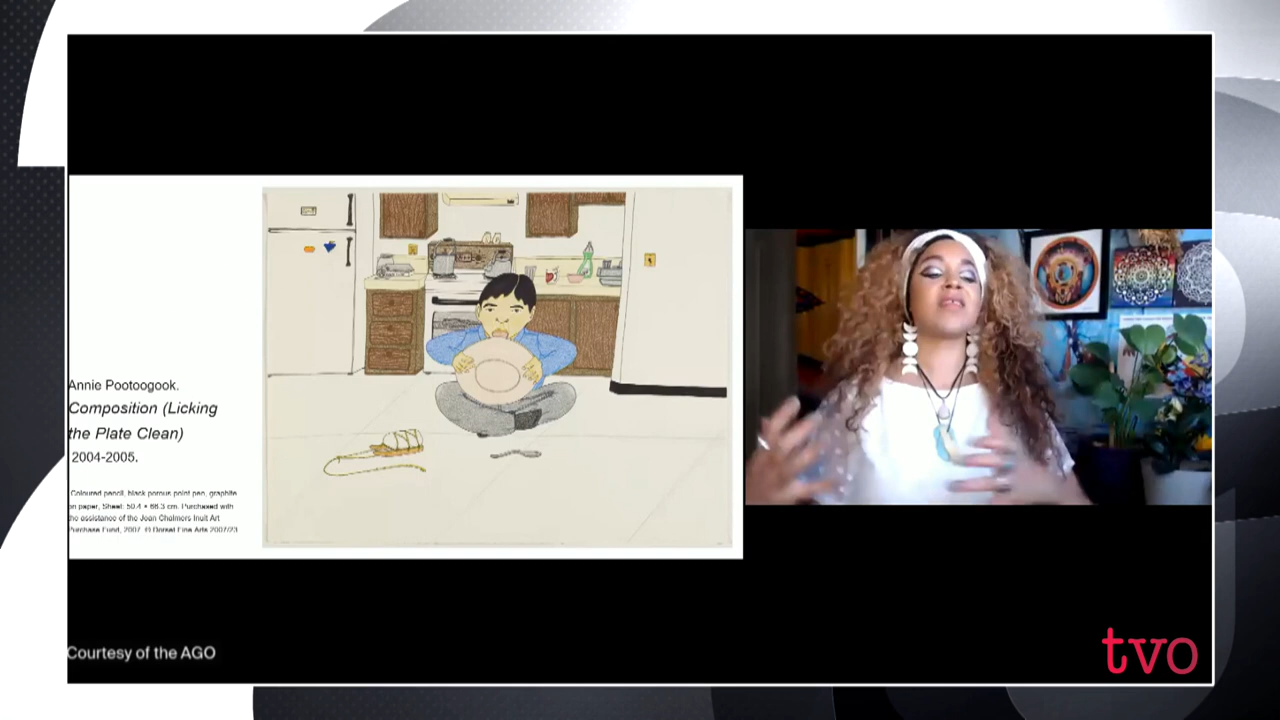 Annie Pootoogook.
Composition (Licking
the Plate Clean)
2004-2005.
Coloured pencil, black porous point pen, graphite
on paper, Sheet: 50.4 × 66.3 cm. Purchased with
the assistance of the Joan Chalmers Inuit Art
Purchase Fund, 2007. © Dorset Fine Arts 2007/23
Courtesy of the AGO
tvo